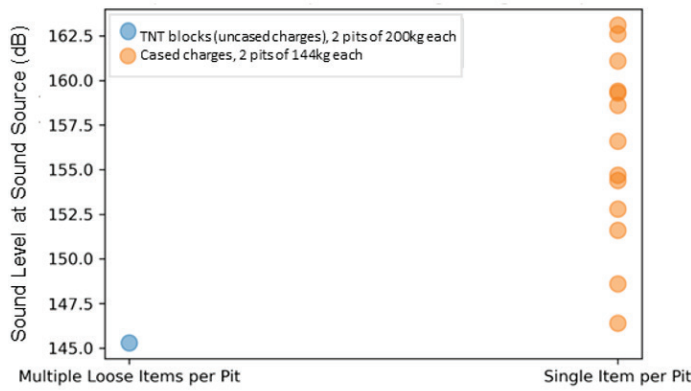 Sound Level at Sound Source (dB)
162.5
160.0
157.5
155.0
152.5
150.0
147.5
145.0
TNT blocks (uncased charges), 2 pits of 200kg each
Cased charges, 2 pits of 144kg each
Multiple Loose Items per Pit
Single Item per Pit